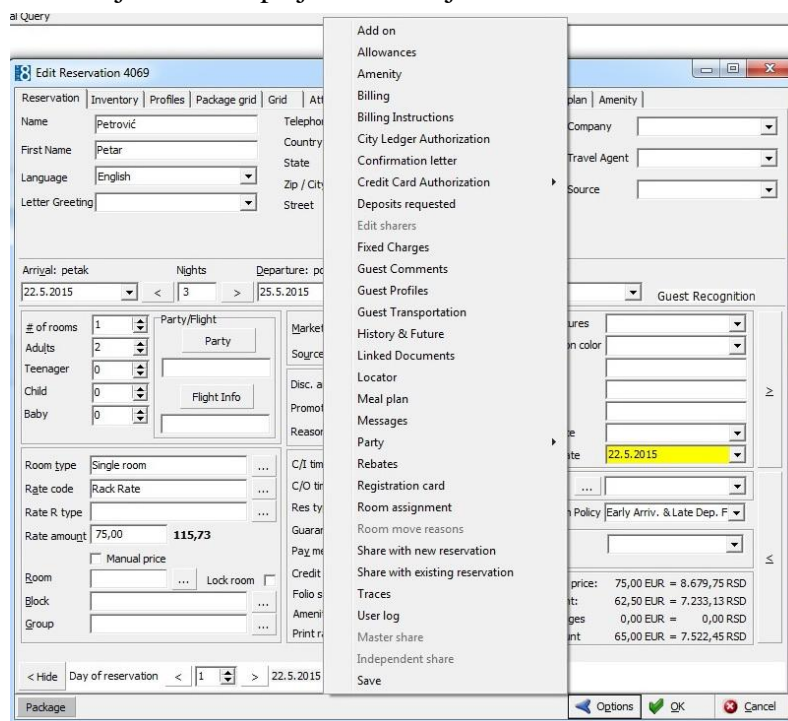 al Query
Edit Reservation 4069
Reservation Inventory Profiles Package grid Grid Att
plan Amenity
Name Petrović
First Name Petar
Language English
Letter Greeting
Telephon
Country
State
Zip / City
Street
Company
Travel Agent
Source
Arrival: petak Nights Departure: po
22.5.2015 < 3 > 25.5.2015
Guest Recognition
# of rooms 1
Adults 2
Teenager 0
Child 0
Baby 0
Party/Flight
Party
Flight Info
Market
Source
Disc. a
Promot
Reason
ures
on color
te
ate 22.5.2015
≥
Room type Single room ...
Rate code Rack Rate ...
Rate R type ...
Rate amount 75,00 115,73
Manual price
Room ... Lock room
Block ...
Group ...
C/I tim
C/O tim
Res typ
Guaran
Pay me
Credit
Folio s
Ameni
Print ra
...
n Policy Early Arriv. & Late Dep. F
≤
price: 75,00 EUR = 8.679,75 RSD
nt: 62,50 EUR = 7.233,13 RSD
ges 0,00 EUR = 0,00 RSD
unt 65,00 EUR = 7.522,45 RSD
Add on
Allowances
Amenity
Billing
Billing Instructions
City Ledger Authorization
Confirmation letter
Credit Card Authorization
Deposits requested
Edit sharers
Fixed Charges
Guest Comments
Guest Profiles
Guest Transportation
History & Future
Linked Documents
Locator
Meal plan
Messages
Party
Rebates
Registration card
Room assignment
Room move reasons
Share with new reservation
Share with existing reservation
Traces
User log
Master share
Independent share
Save
< Hide Day of reservation < 1 > 22.5.2015
Package
Options OK Cancel